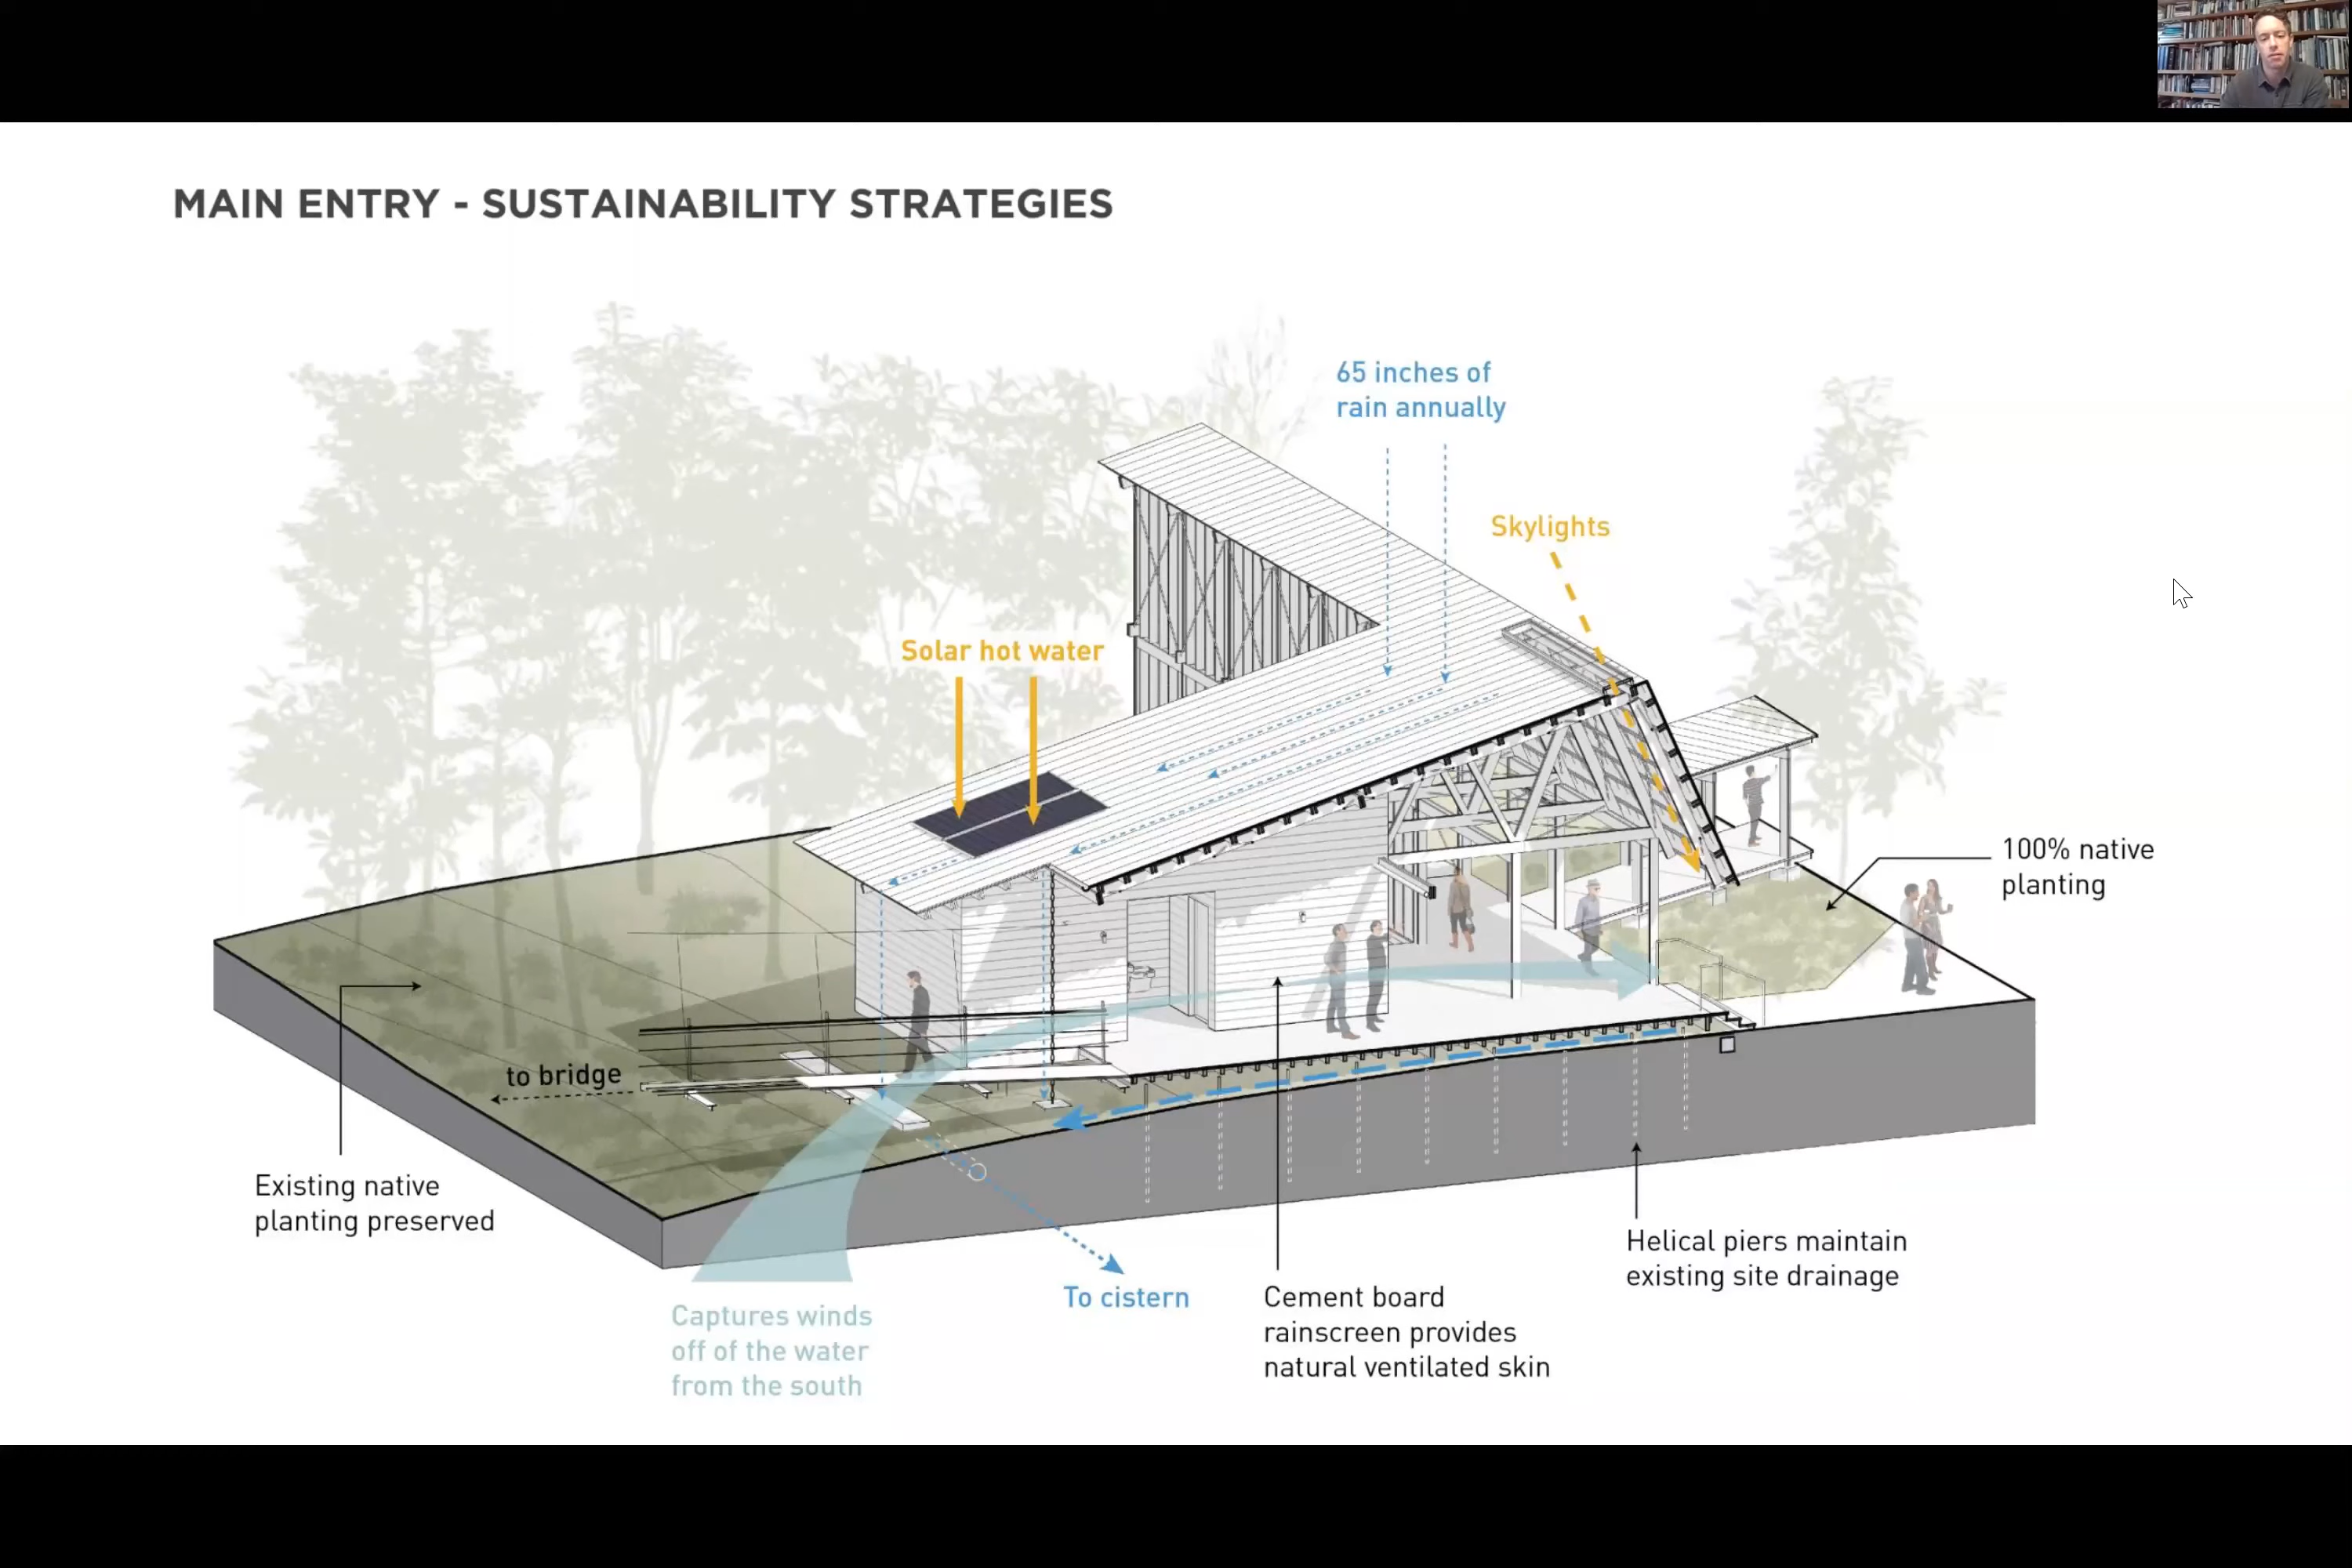 MAIN ENTRY - SUSTAINABILITY STRATEGIES
65 inches of
rain annually
Skylights
Solar hot water
100% native
planting
to bridge
Existing native
planting preserved
Captures winds
off of the water
from the south
To cistern
Cement board
rainscreen provides
natural ventilated skin
Helical piers maintain
existing site drainage